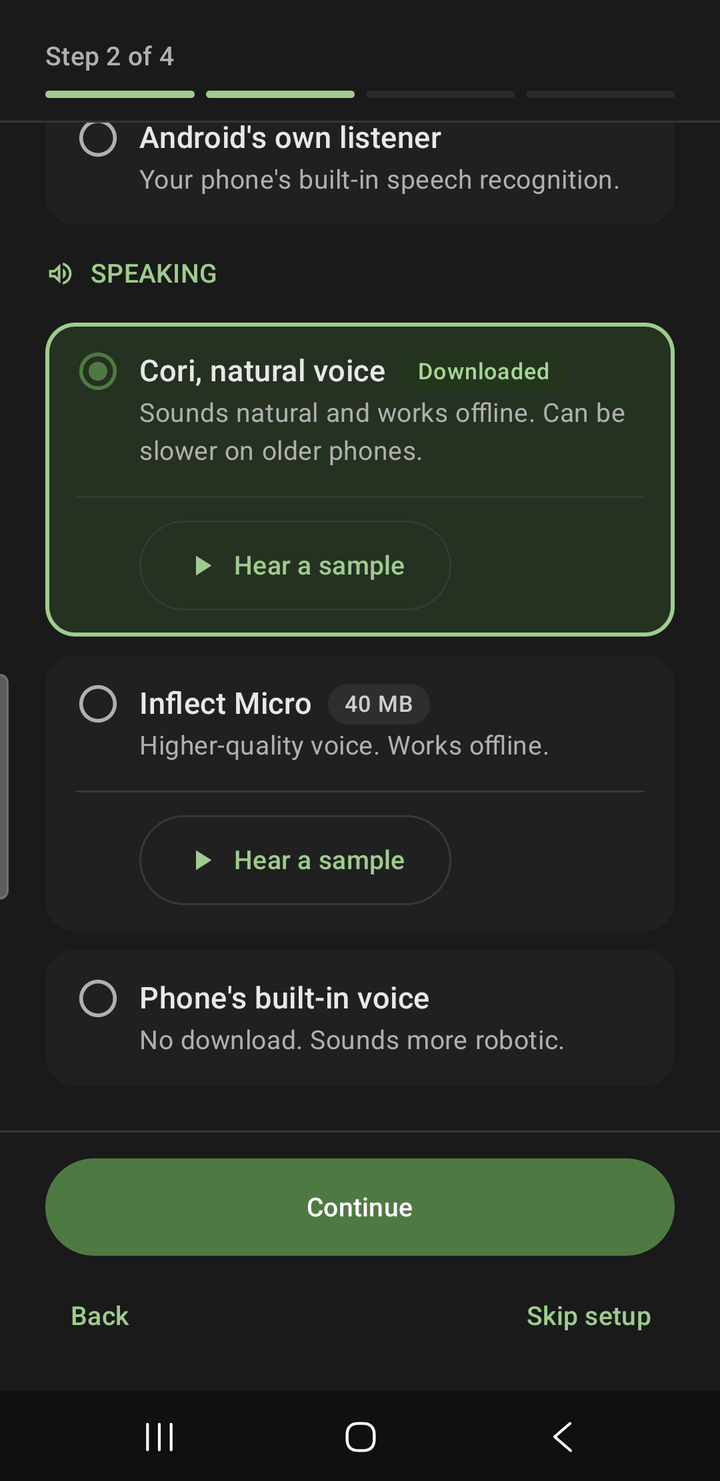 Step 2 of 4
Android's own listener
Your phone's built-in speech recognition.
SPEAKING
Cori, natural voice Downloaded
Sounds natural and works offline. Can be
slower on older phones.
Hear a sample
Inflect Micro 40 MB
Higher-quality voice. Works offline.
Hear a sample
Phone's built-in voice
No download. Sounds more robotic.
Continue
Back Skip setup